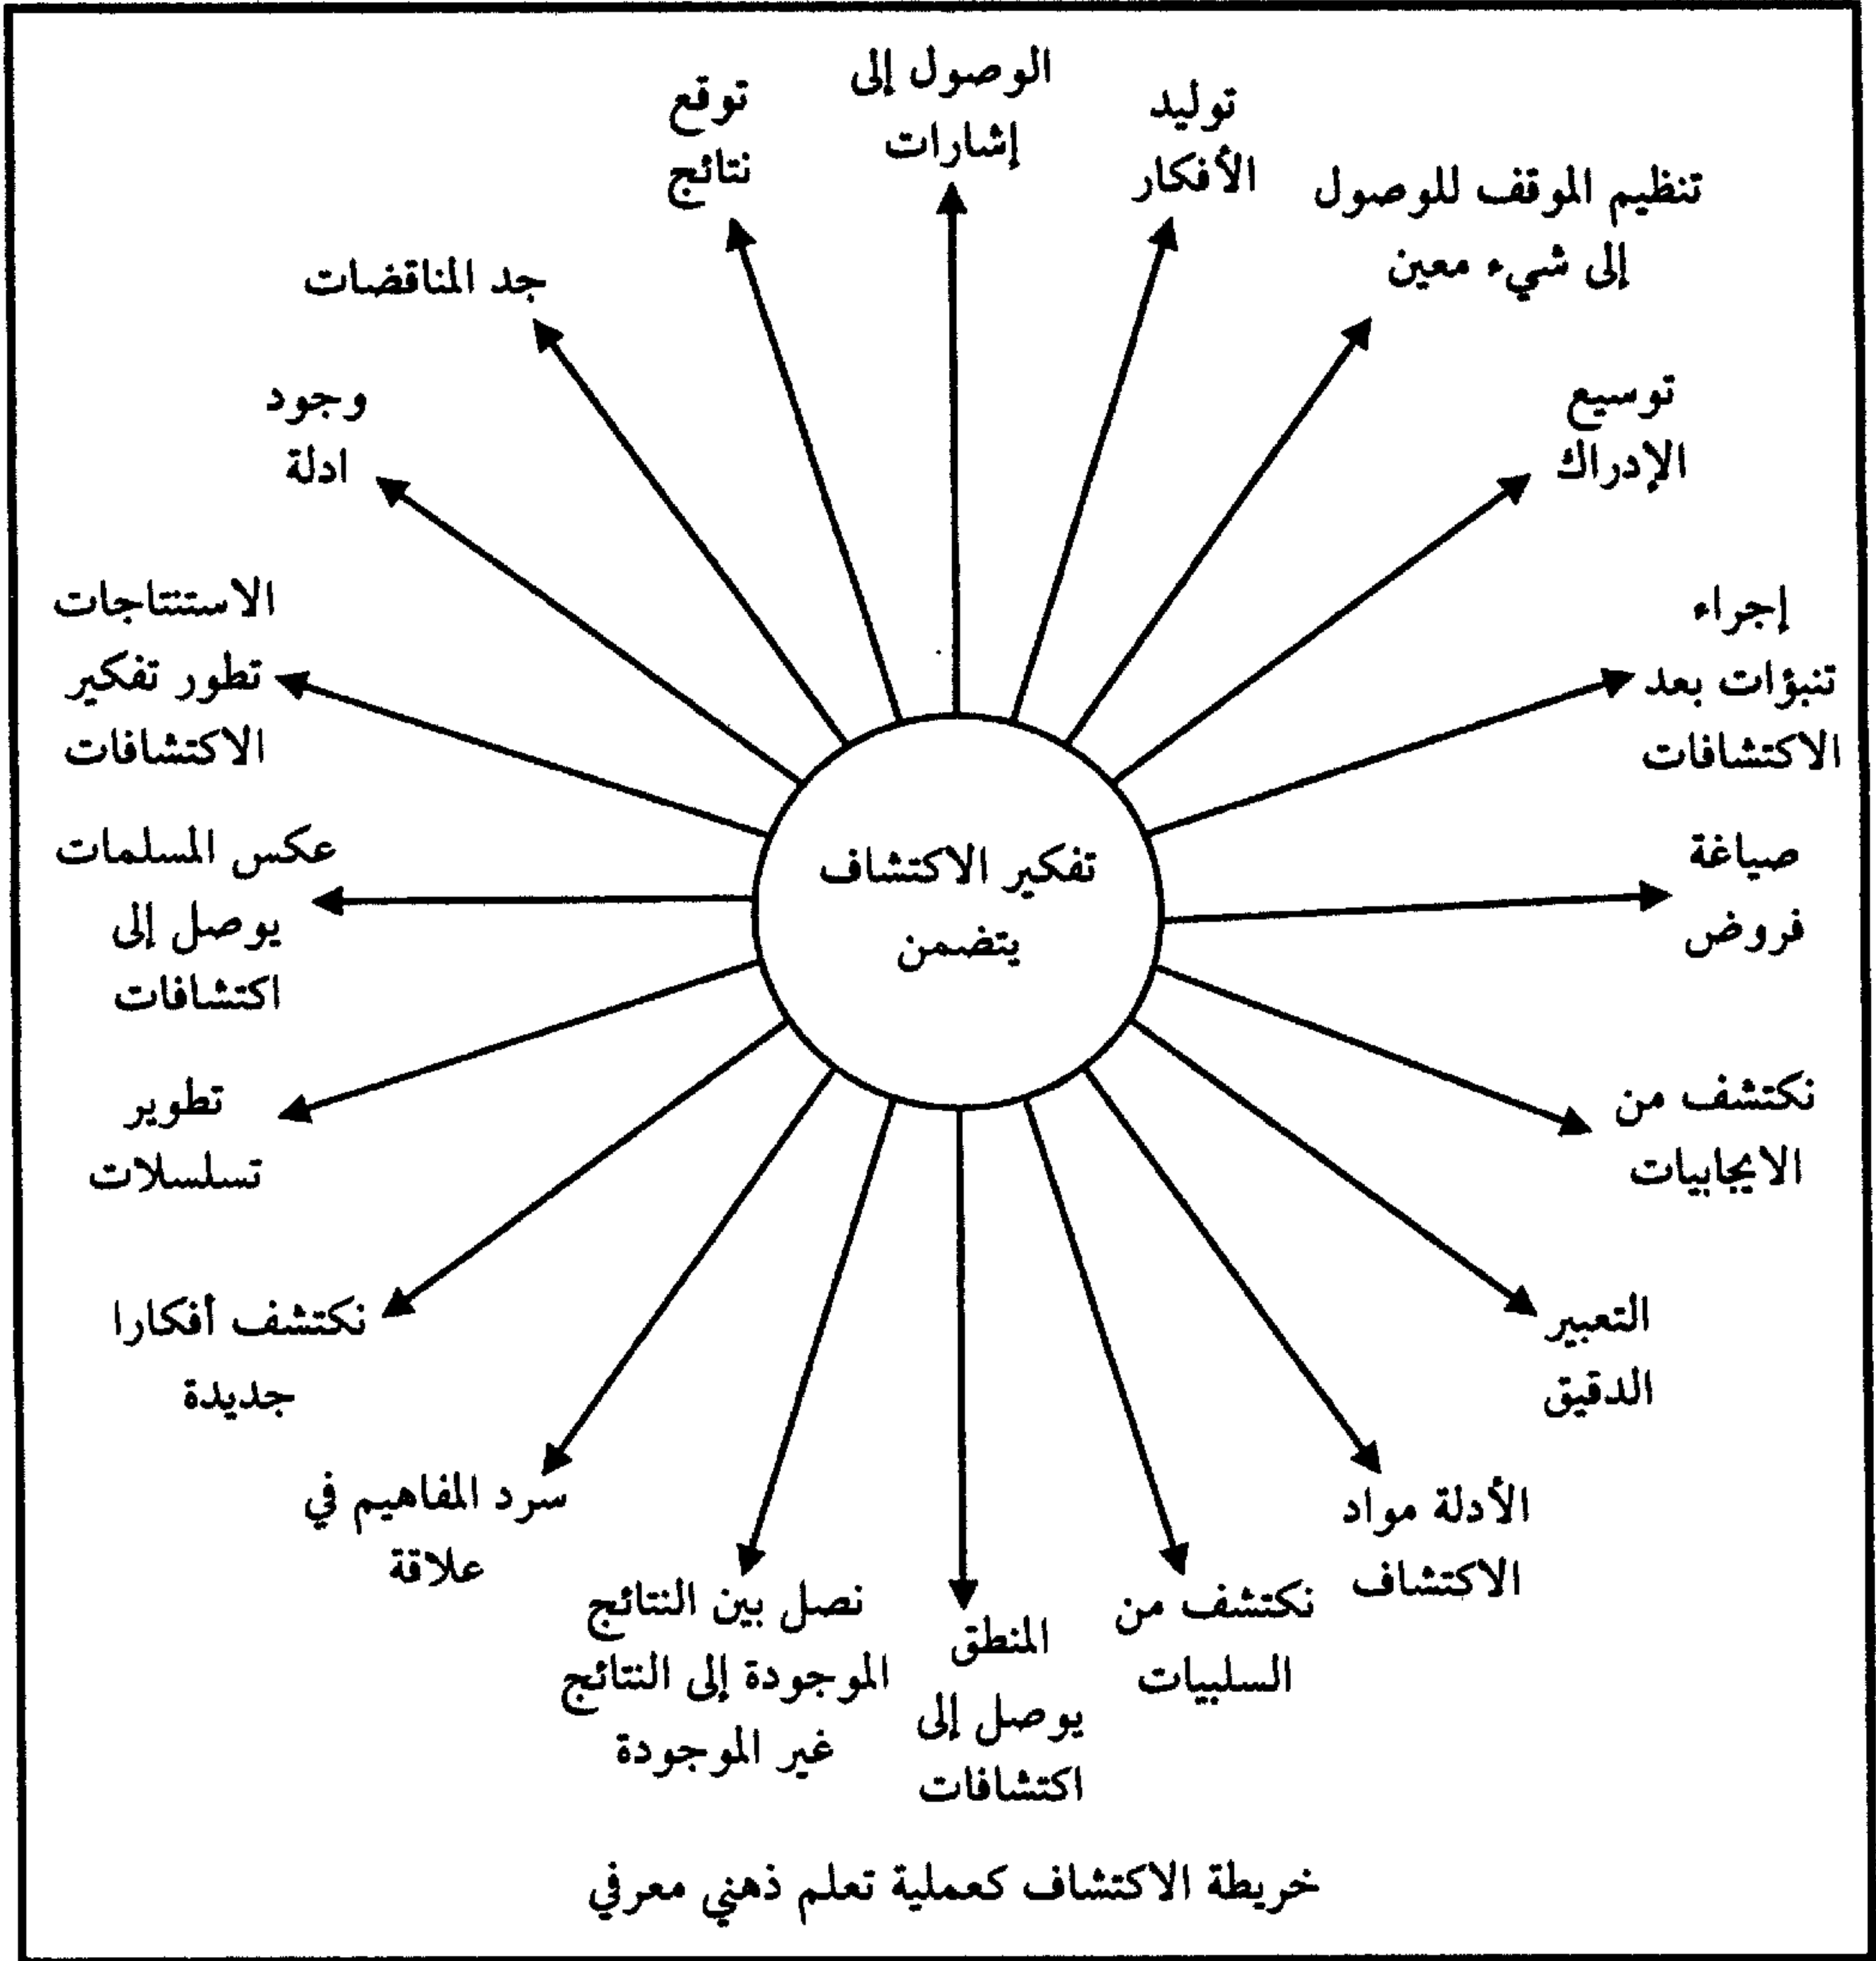 الوصول إلى
إشارات
توليد
الأفكار
تنظيم الموقف للوصول
إلى شيء معين
توسيع
الإدراك
إجراء
تنبؤات بعد
الاكتشافات
صياغة
فروض
نكتشف من
الايجابيات
التعبير
الدقيق
الأدلة مواد
الاكتشاف
نكتشف من
السلبيات
المنطق
يوصل إلى
اكتشافات
نصل بين النتائج
الموجودة إلى النتائج
غير الموجودة
سرد المفاهيم في
علاقة
نكتشف أفكارا
جديدة
تطوير
تسلسلات
عكس المسلمات
يوصل إلى
اكتشافات
الاستنتاجات
تطور تفكير
الاكتشافات
وجود
ادلة
جد المناقضات
توقع
نتائج
تفكير الاكتشاف
يتضمن
خريطة الاكتشاف كعملية تعلم ذهني معرفي